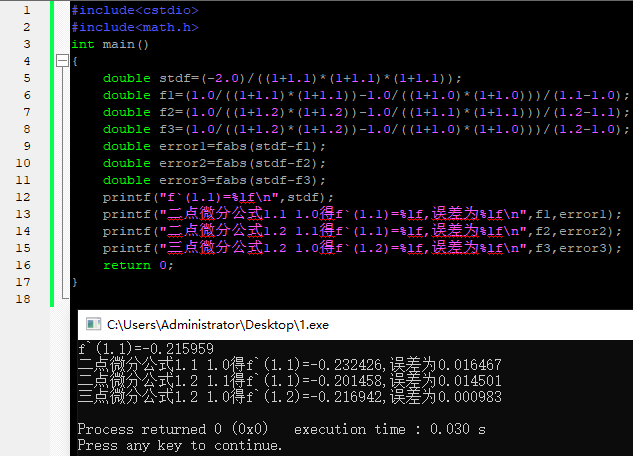 1 #include<cstdio>
2 #include<math.h>
3 int main()
4 {
5 double stdf=(-2.0)/((1+1.1)*(1+1.1)*(1+1.1));
6 double f1=(1.0/((1+1.1)*(1+1.1))-1.0/((1+1.0)*(1+1.0)))/(1.1-1.0);
7 double f2=(1.0/((1+1.2)*(1+1.2))-1.0/((1+1.1)*(1+1.1)))/(1.2-1.1);
8 double f3=(1.0/((1+1.2)*(1+1.2))-1.0/((1+1.0)*(1+1.0)))/(1.2-1.0);
9 double error1=fabs(stdf-f1);
10 double error2=fabs(stdf-f2);
11 double error3=fabs(stdf-f3);
12 printf("f`(1.1)=%lf\n",stdf);
13 printf("二点微分公式1.1 1.0得f`(1.1)=%lf,误差为%lf\n",f1,error1);
14 printf("二点微分公式1.2 1.1得f`(1.1)=%lf,误差为%lf\n",f2,error2);
15 printf("三点微分公式1.2 1.0得f`(1.2)=%lf,误差为%lf\n",f3,error3);
16 return 0;
17 }
18
C:\Users\Administrator\Desktop\1.exe
f`(1.1)=-0.215959
二点微分公式1.1 1.0得f`(1.1)=-0.232426,误差为0.016467
二点微分公式1.2 1.1得f`(1.1)=-0.201458,误差为0.014501
三点微分公式1.2 1.0得f`(1.2)=-0.216942,误差为0.000983
Process returned 0 (0x0) execution time : 0.030 s
Press any key to continue.